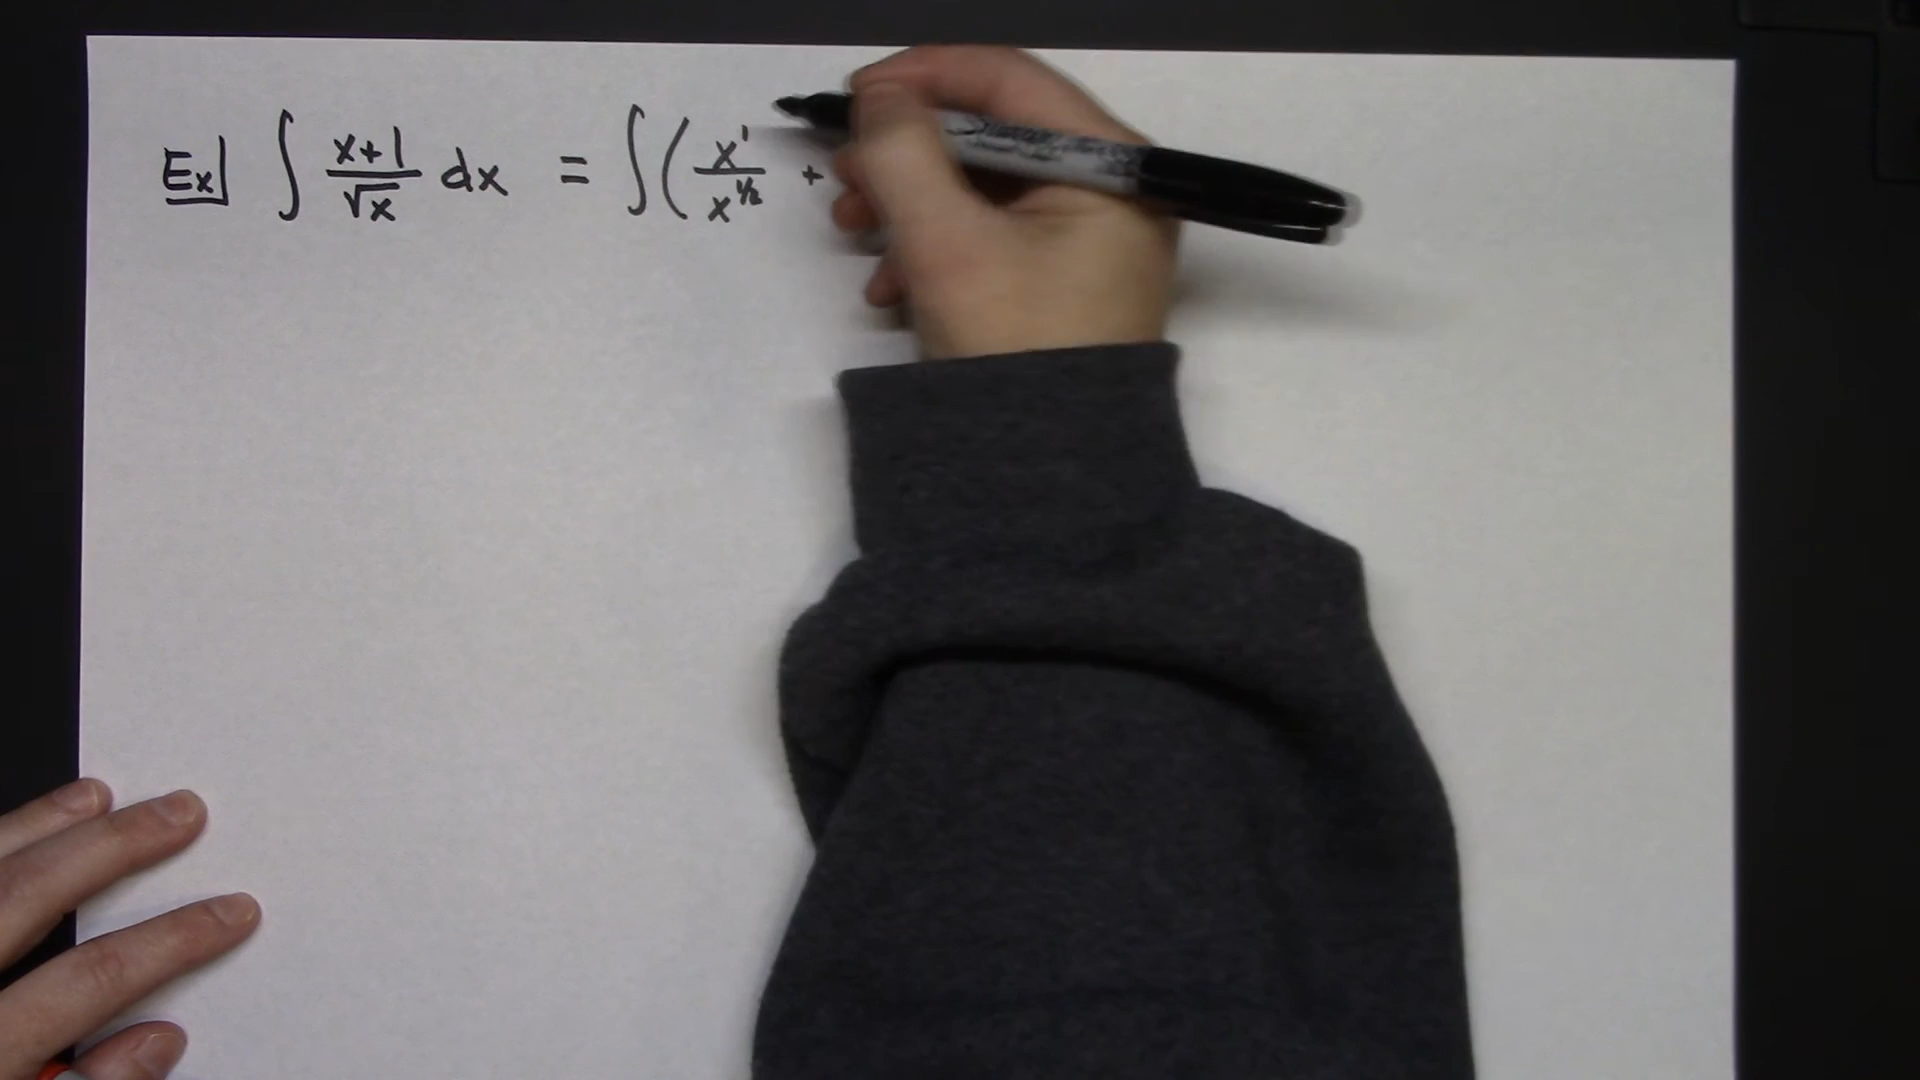 Ex ∫ x+1/√x dx = ∫( x¹/x^½ +